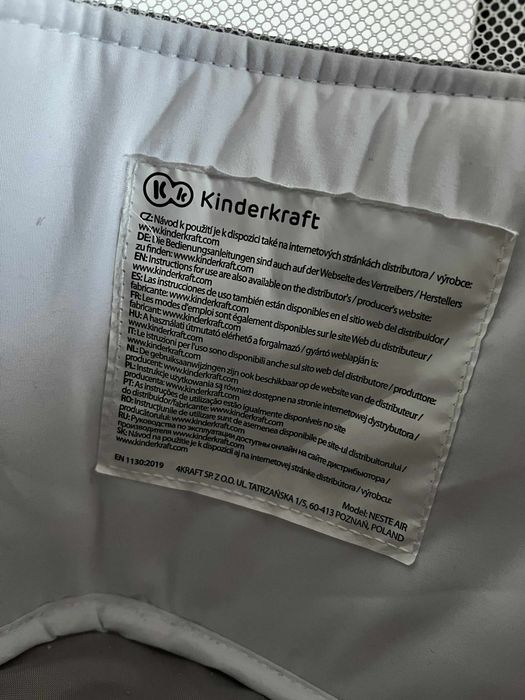 Kk Kinderkraft
CZ: Návod k použití je k dispozici také na internetových stránkách distributora / výrobce:
www.kinderkraft.com
DE: Die Bedienungsanleitungen sind auch auf der Webseite des Vertreibers / Herstellers
zu finden: www.kinderkraft.com
EN: Instructions for use are also available on the distributor's / producer's website:
www.kinderkraft.com
ES: Las instrucciones de uso también están disponibles en el sitio web del distribuidor /
fabricante: www.kinderkraft.com
FR: Les modes d'emploi sont également disponibles sur le site Web du distributeur /
fabricant: www.kinderkraft.com
HU: A használati útmutató elérhető a forgalmazó / gyártó weblapján is:
www.kinderkraft.com
IT: Le istruzioni per l'uso sono disponibili anche sul sito web del distributore / produttore:
www.kinderkraft.com
NL: De gebruiksaanwijzingen zijn ook beschikbaar op de website van de distributeur /
producent: www.kinderkraft.com
PL: Instrukcje użytkowania są również dostępne na stronie internetowej dystrybutora /
producenta: www.kinderkraft.com
PT: As instruções de utilização estão igualmente disponíveis no site
do distribuidor/fabricante: www.kinderkraft.com
RO: Instrucțiunile de utilizare sunt de asemenea disponibile pe site-ul distribuitorului /
producătorului: www.kinderkraft.com
RU: Руководства по эксплуатации доступны онлайн на сайте дистрибьютора /
производителя: www.kinderkraft.com
SK: Návod na použitie je k dispozícii aj na internetovej stránke distribútora / výrobcu:
www.kinderkraft.com
Model: NESTE AIR
EN 1130:2019 4KRAFT SP. Z O.O. UL. TATRZAŃSKA 1/5, 60-413 POZNAŃ, POLAND